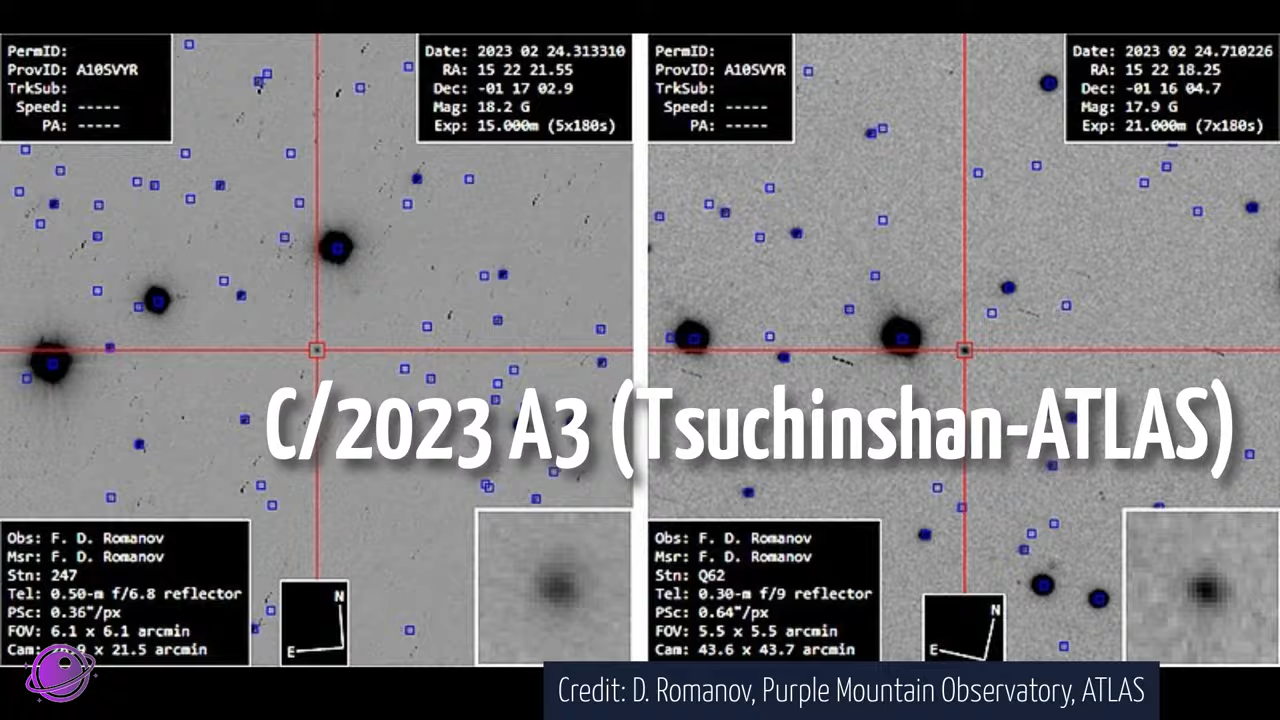 PermID:
ProvID: A10SVYR
TrkSub:
Speed: -----
PA: -----
Date: 2023 02 24.313310
RA: 15 22 21.55
Dec: -01 17 02.9
Mag: 18.2 G
Exp: 15.000m (5x180s)
PermID:
ProvID: A10SVYR
TrkSub:
Speed: -----
PA: -----
Date: 2023 02 24.710226
RA: 15 22 18.25
Dec: -01 16 04.7
Mag: 17.9 G
Exp: 21.000m (7x180s)
C/2023 A3 (Tsuchinshan-ATLAS)
Obs: F. D. Romanov
Msr: F. D. Romanov
Stn: 247
Tel: 0.50-m f/6.8 reflector
PSc: 0.36"/px
FOV: 6.1 x 6.1 arcmin
Cam: x 21.5 arcmin
N
E
Obs: F. D. Romanov
Msr: F. D. Romanov
Stn: Q62
Tel: 0.30-m f/9 reflector
PSc: 0.64"/px
FOV: 5.5 x 5.5 arcmin
Cam: 43.6 x 43.7 arcmin
N
E
Credit: D. Romanov, Purple Mountain Observatory, ATLAS